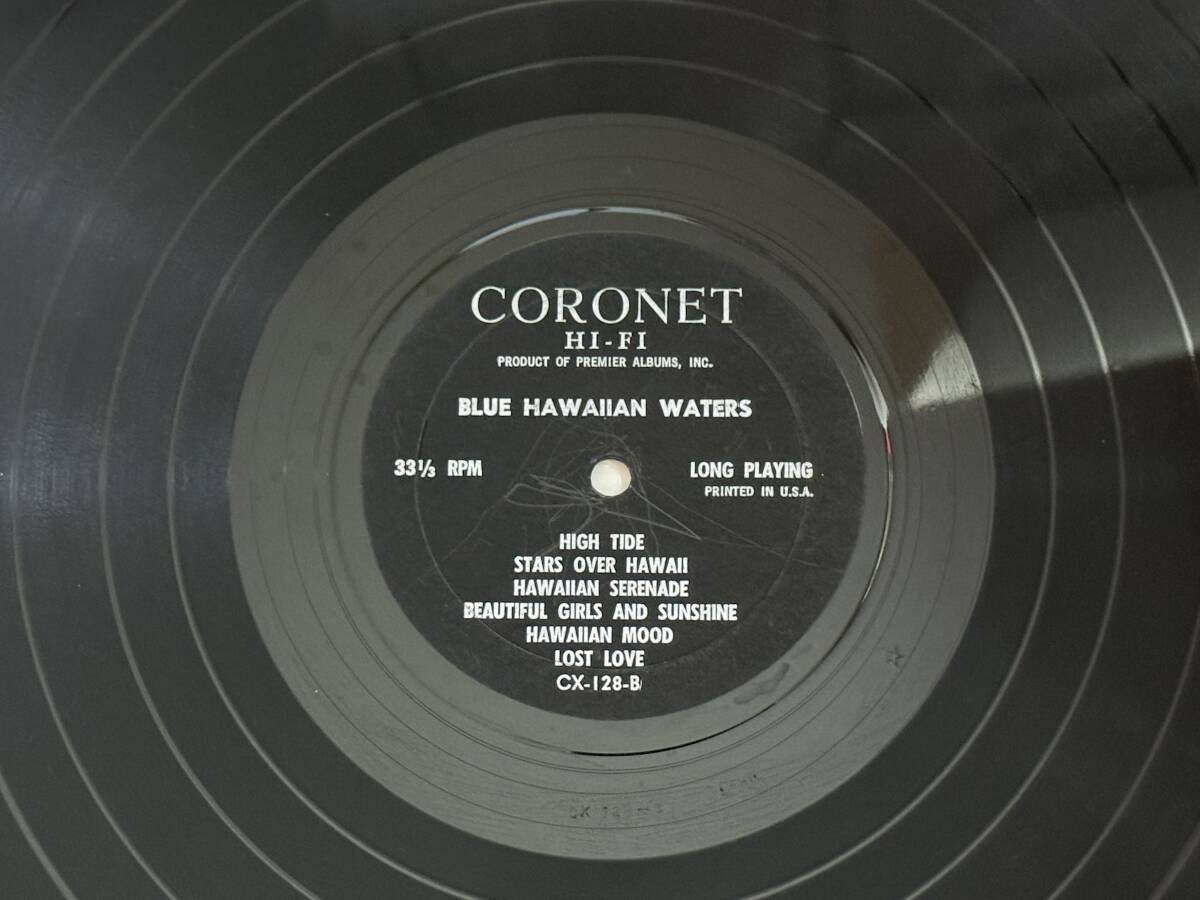 CORONET
HI-FI
PRODUCT OF PREMIER ALBUMS, INC.
BLUE HAWAIIAN WATERS
33⅓ RPM
LONG PLAYING
PRINTED IN U.S.A.
HIGH TIDE
STARS OVER HAWAII
HAWAIIAN SERENADE
BEAUTIFUL GIRLS AND SUNSHINE
HAWAIIAN MOOD
LOST LOVE
CX-128-B